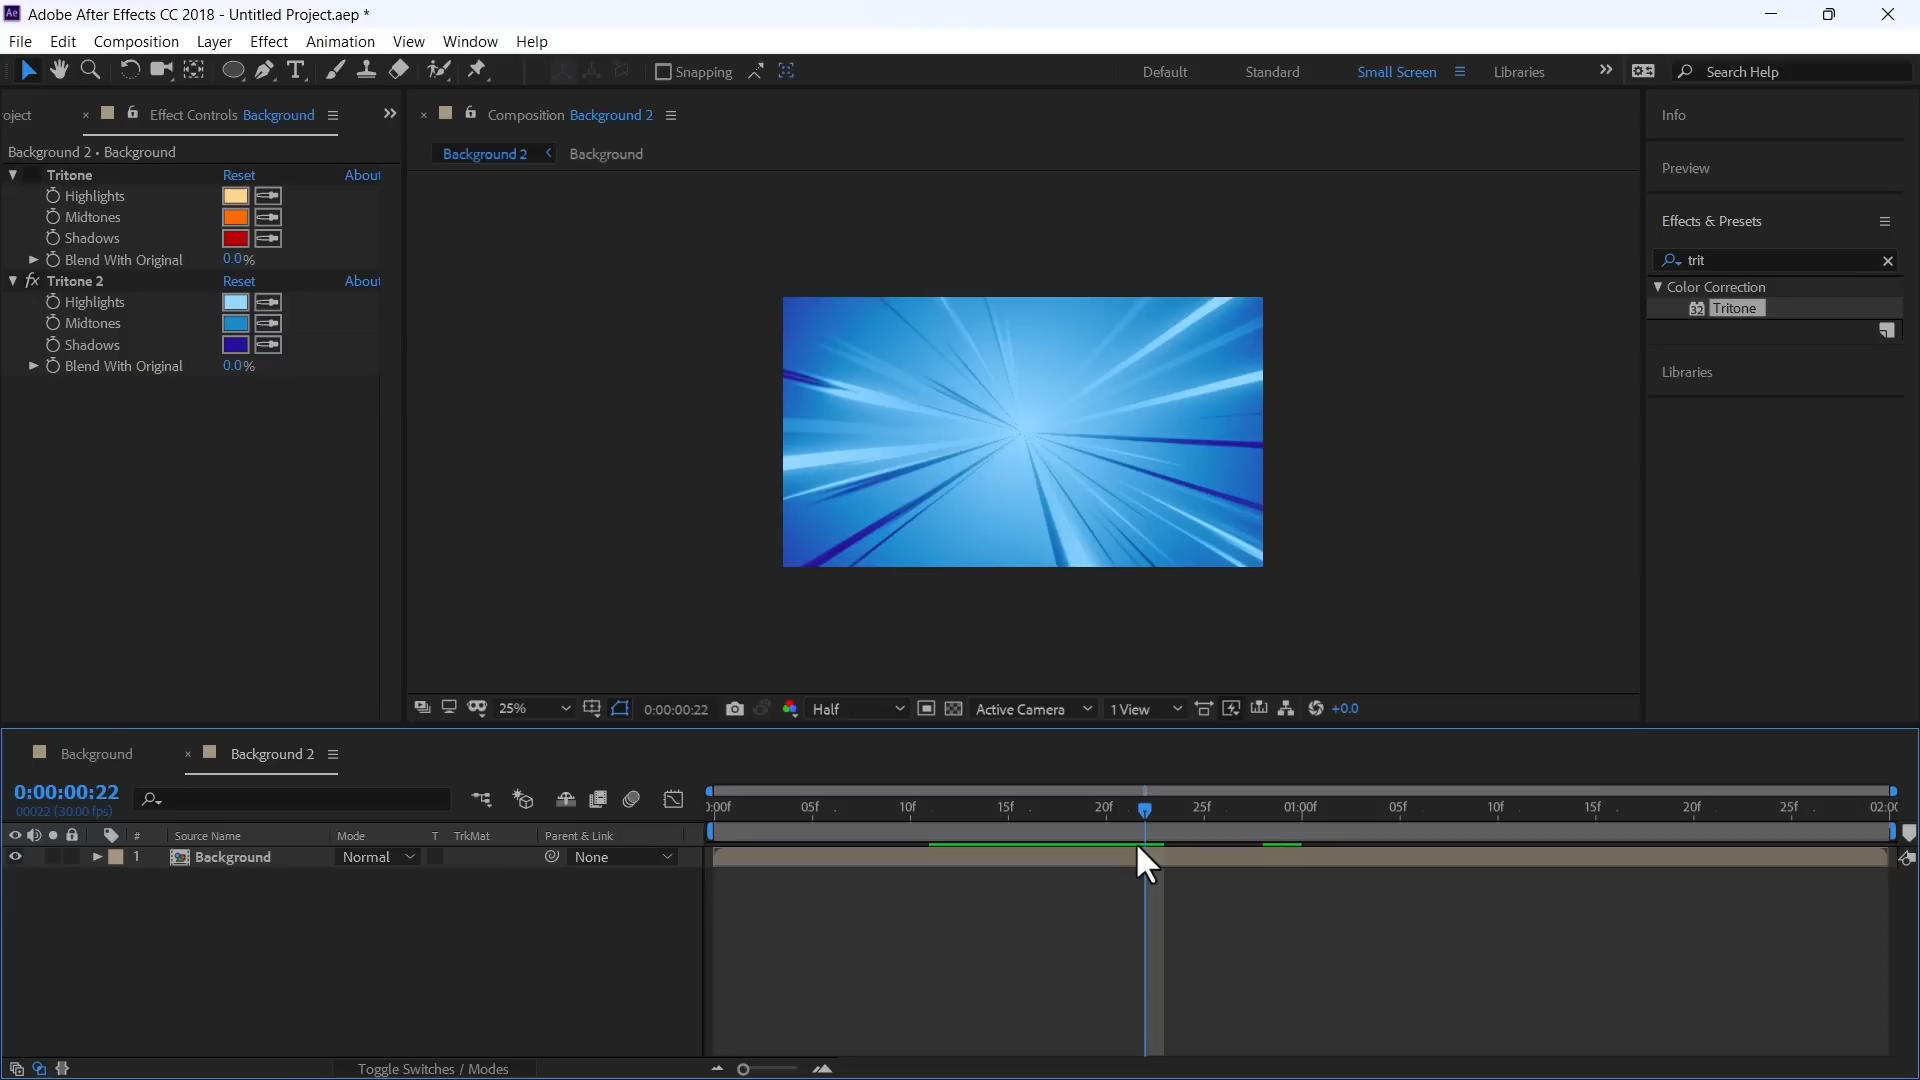 Ae Adobe After Effects CC 2018 - Untitled Project.aep *
File Edit Composition Layer Effect Animation View Window Help
Snapping Default Standard Small Screen Libraries Search Help
oject × Effect Controls Background × Composition Background 2 Info
Background 2 • Background
Background 2 Background
Preview
Tritone Reset About
Highlights
Midtones
Shadows
Blend With Original 0.0%
fx Tritone 2 Reset About
Highlights
Midtones
Shadows
Blend With Original 0.0%
Effects & Presets
trit
Color Correction
32 Tritone
Libraries
25% 0:00:00:22 Half Active Camera 1 View +0.0
Background × Background 2
0:00:00:22
00022 (30.00 fps)
0:00f 05f 10f 15f 20f 25f 01:00f 05f 10f 15f 20f 25f 02:00
# Source Name Mode T TrkMat Parent & Link
1 Background Normal None
Toggle Switches / Modes